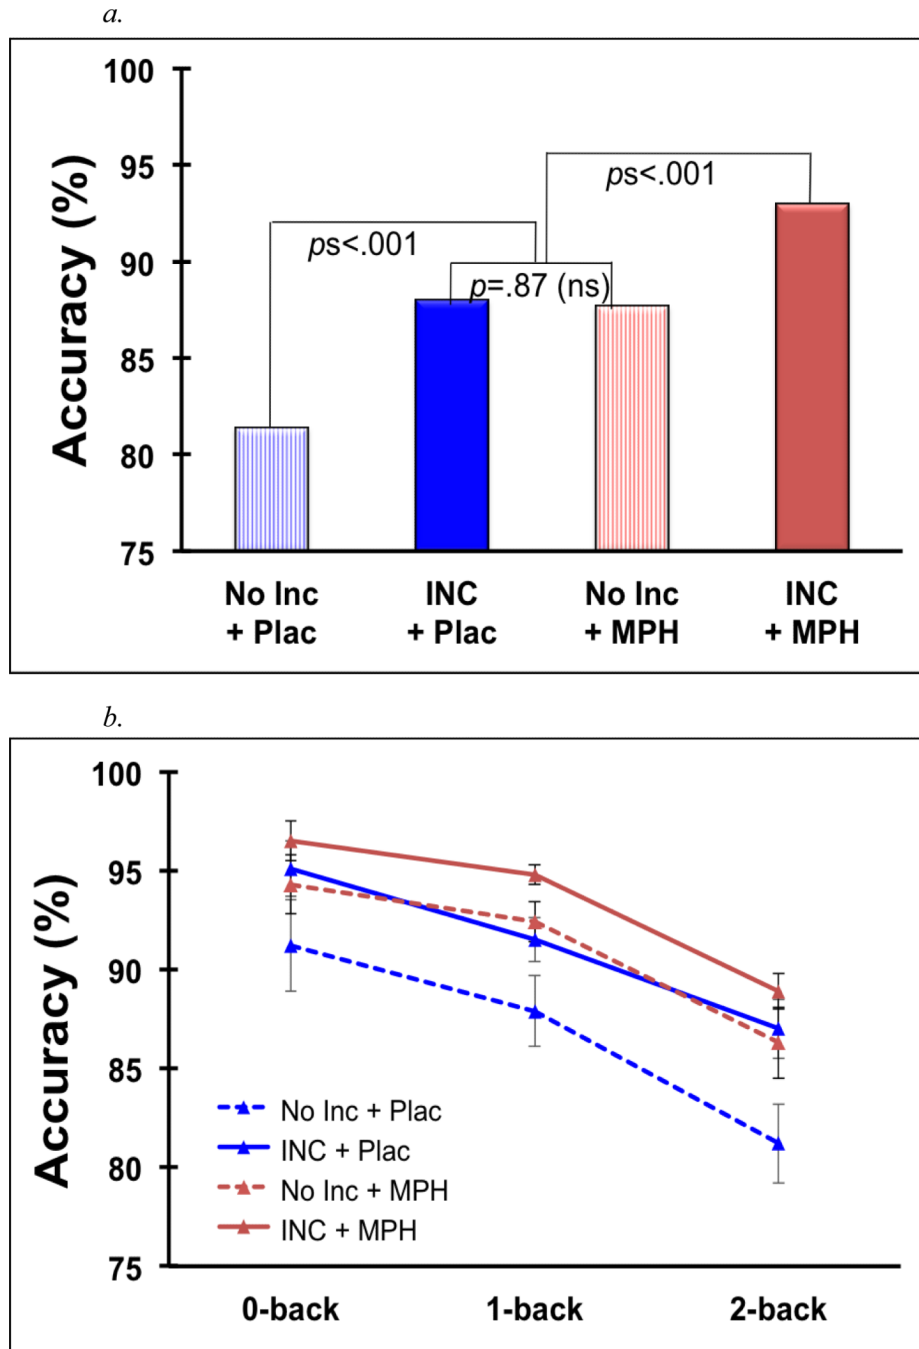 a.
100
95
90
85
80
75
Accuracy (%)
ps<.001
ps<.001
p=.87 (ns)
No Inc
+ Plac
INC
+ Plac
No Inc
+ MPH
INC
+ MPH
b.
100
95
90
85
80
75
Accuracy (%)
No Inc + Plac
INC + Plac
No Inc + MPH
INC + MPH
0-back
1-back
2-back